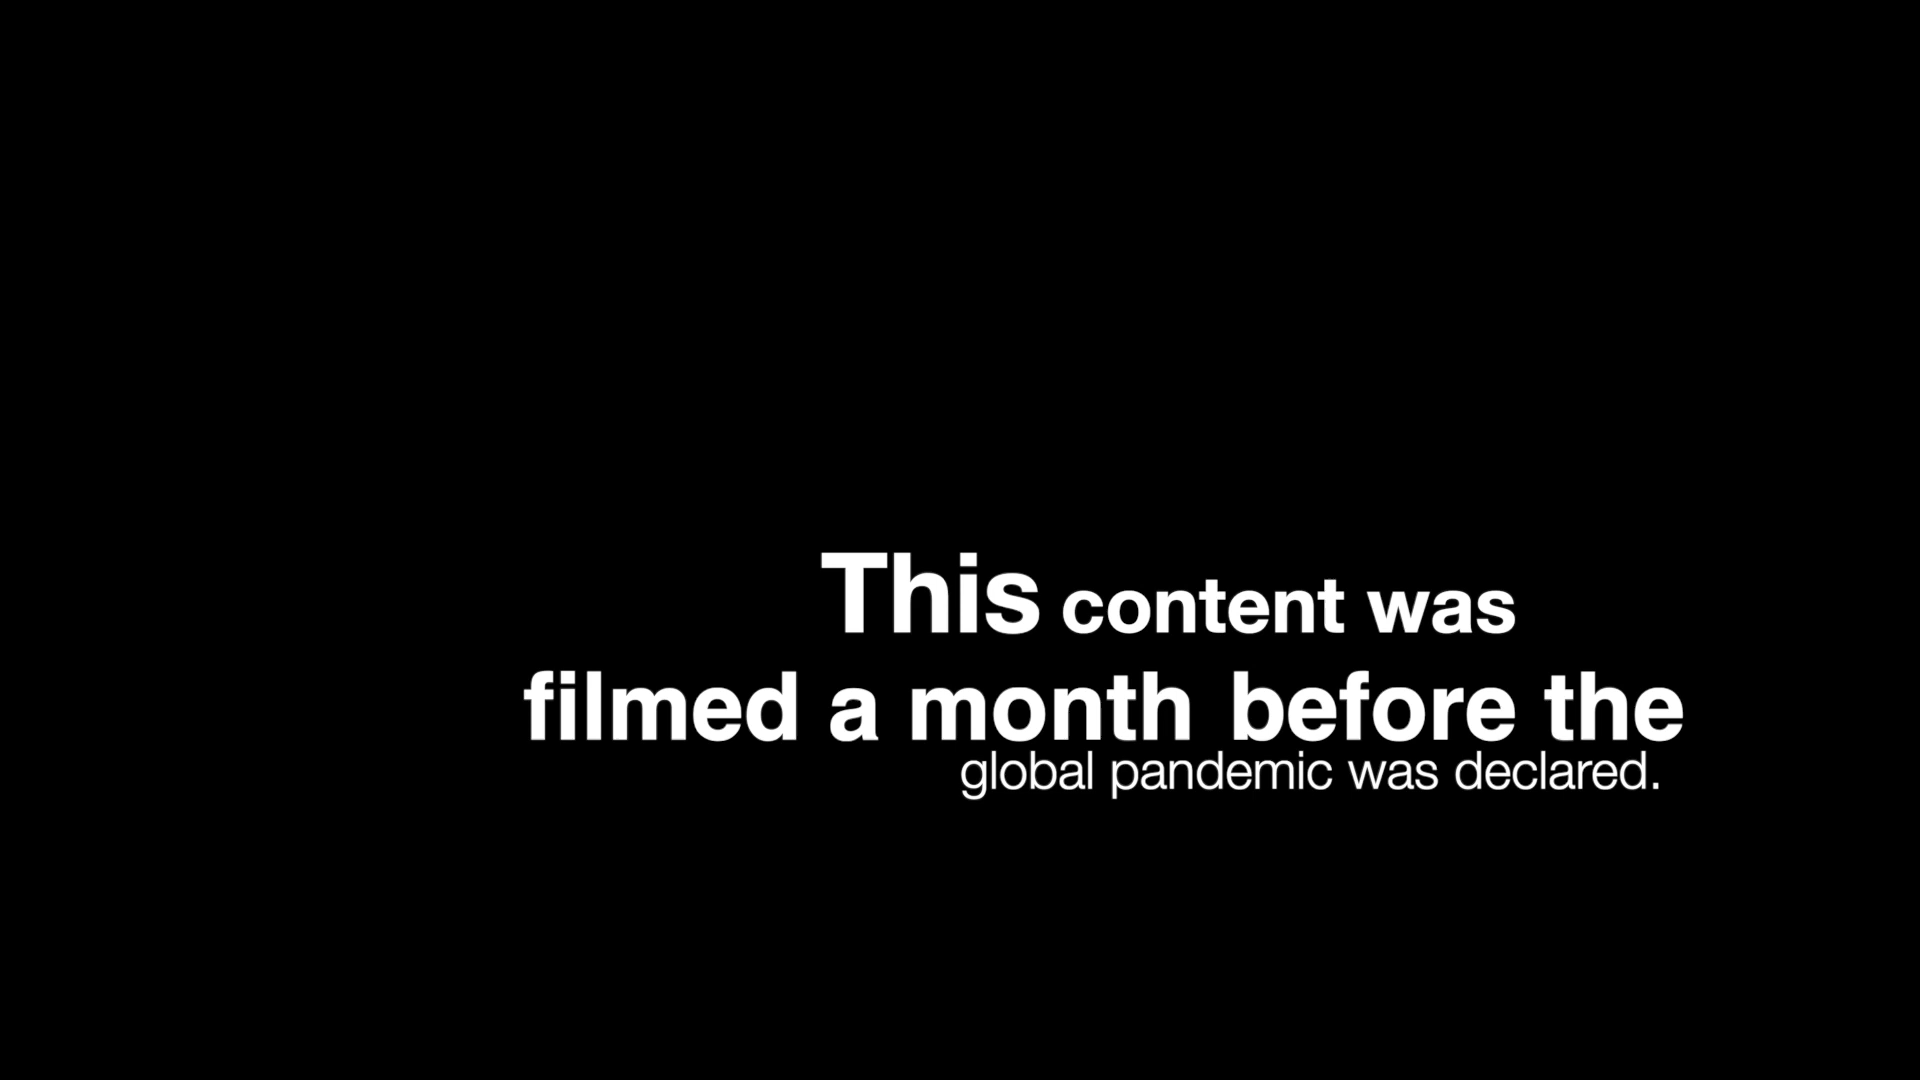 This content was
filmed a month before the
global pandemic was declared.